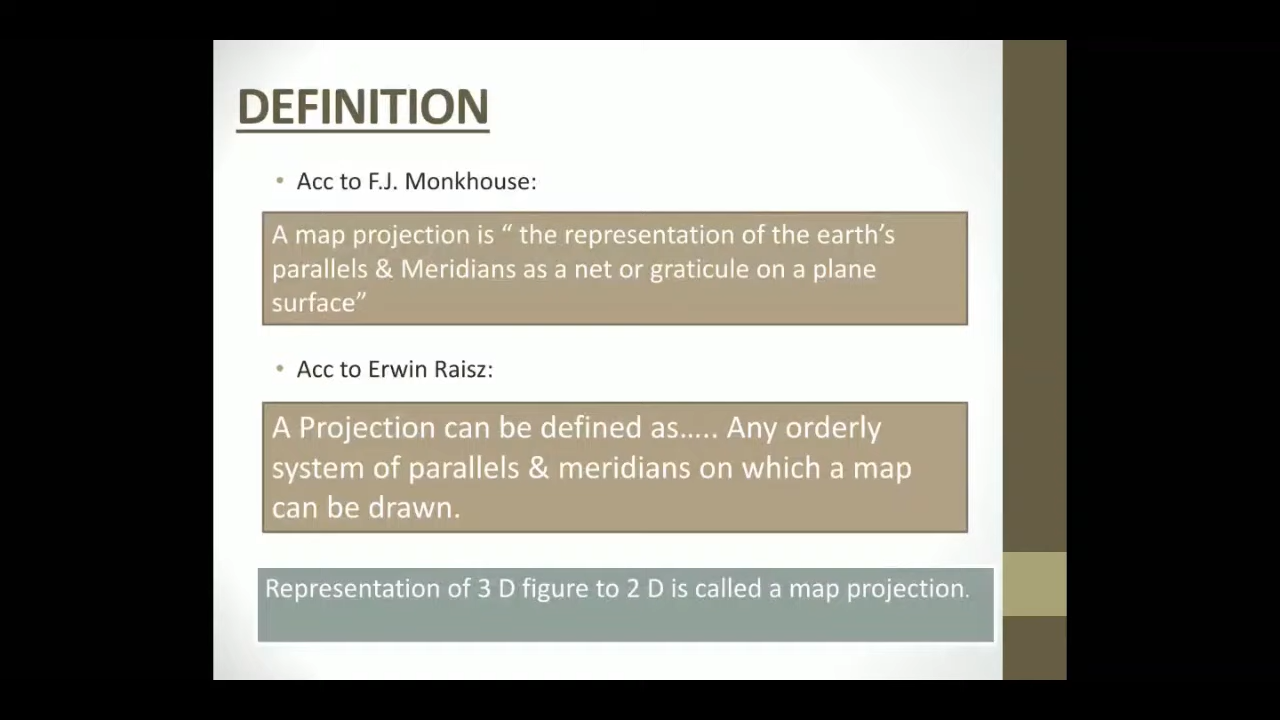 DEFINITION
• Acc to F.J. Monkhouse:
A map projection is “ the representation of the earth’s
parallels & Meridians as a net or graticule on a plane
surface”
• Acc to Erwin Raisz:
A Projection can be defined as….. Any orderly
system of parallels & meridians on which a map
can be drawn.
Representation of 3 D figure to 2 D is called a map projection.